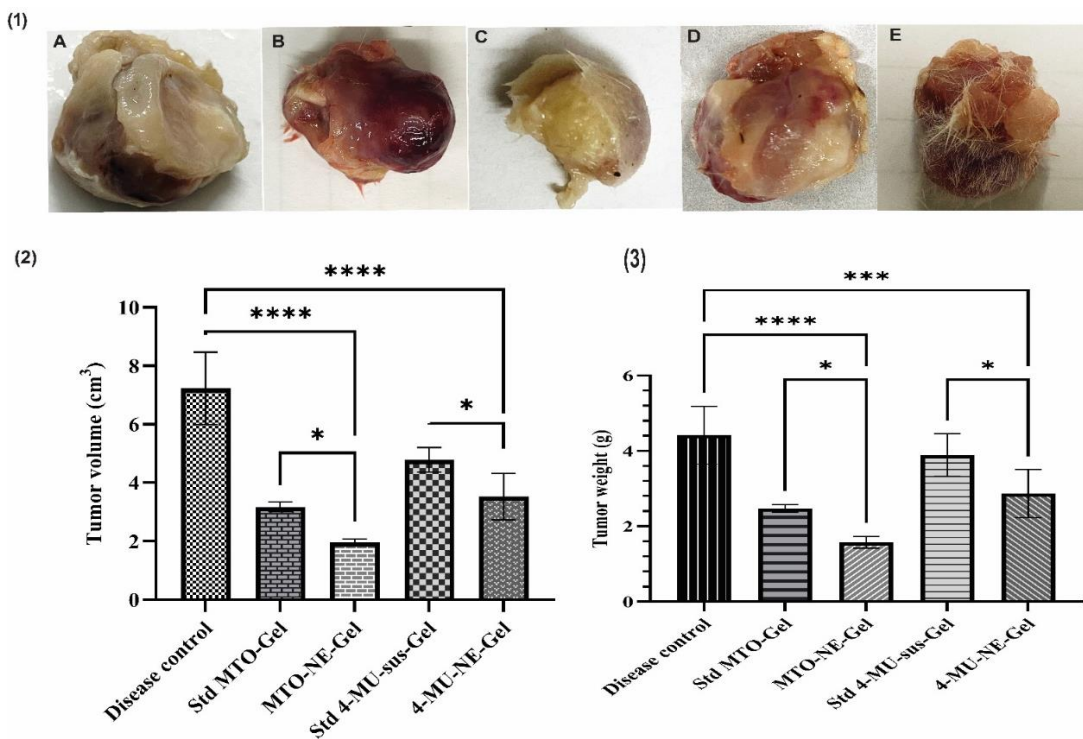 (1)
A B C D E
(2)
Tumor volume (cm³)
10
8
6
4
2
0
****
****
*
*
Disease control
Std MTO-Gel
MTO-NE-Gel
Std 4-MU-sus-Gel
4-MU-NE-Gel
(3)
Tumor weight (g)
6
4
2
0
***
****
*
*
Disease control
Std MTO-Gel
MTO-NE-Gel
Std 4-MU-sus-Gel
4-MU-NE-Gel